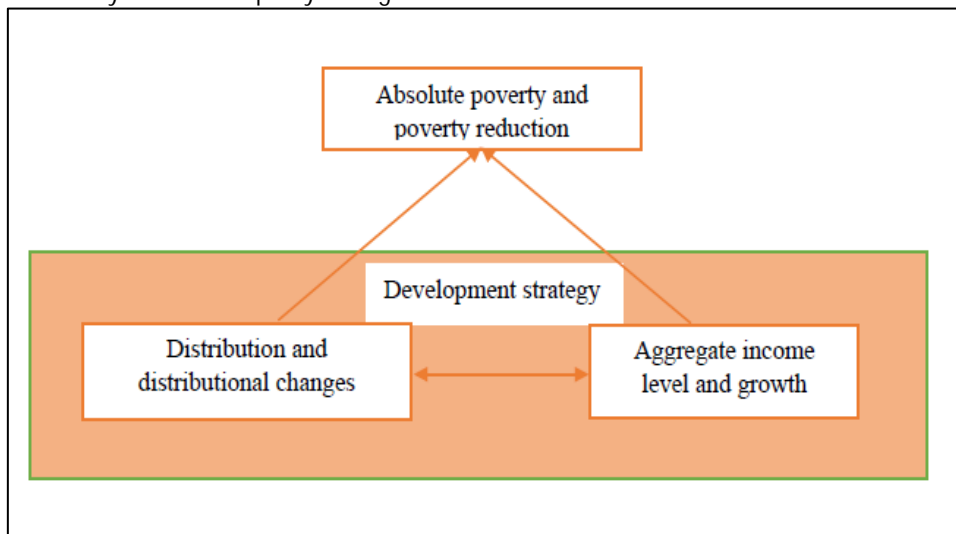 Absolute poverty and
poverty reduction
Development strategy
Distribution and
distributional changes
Aggregate income
level and growth